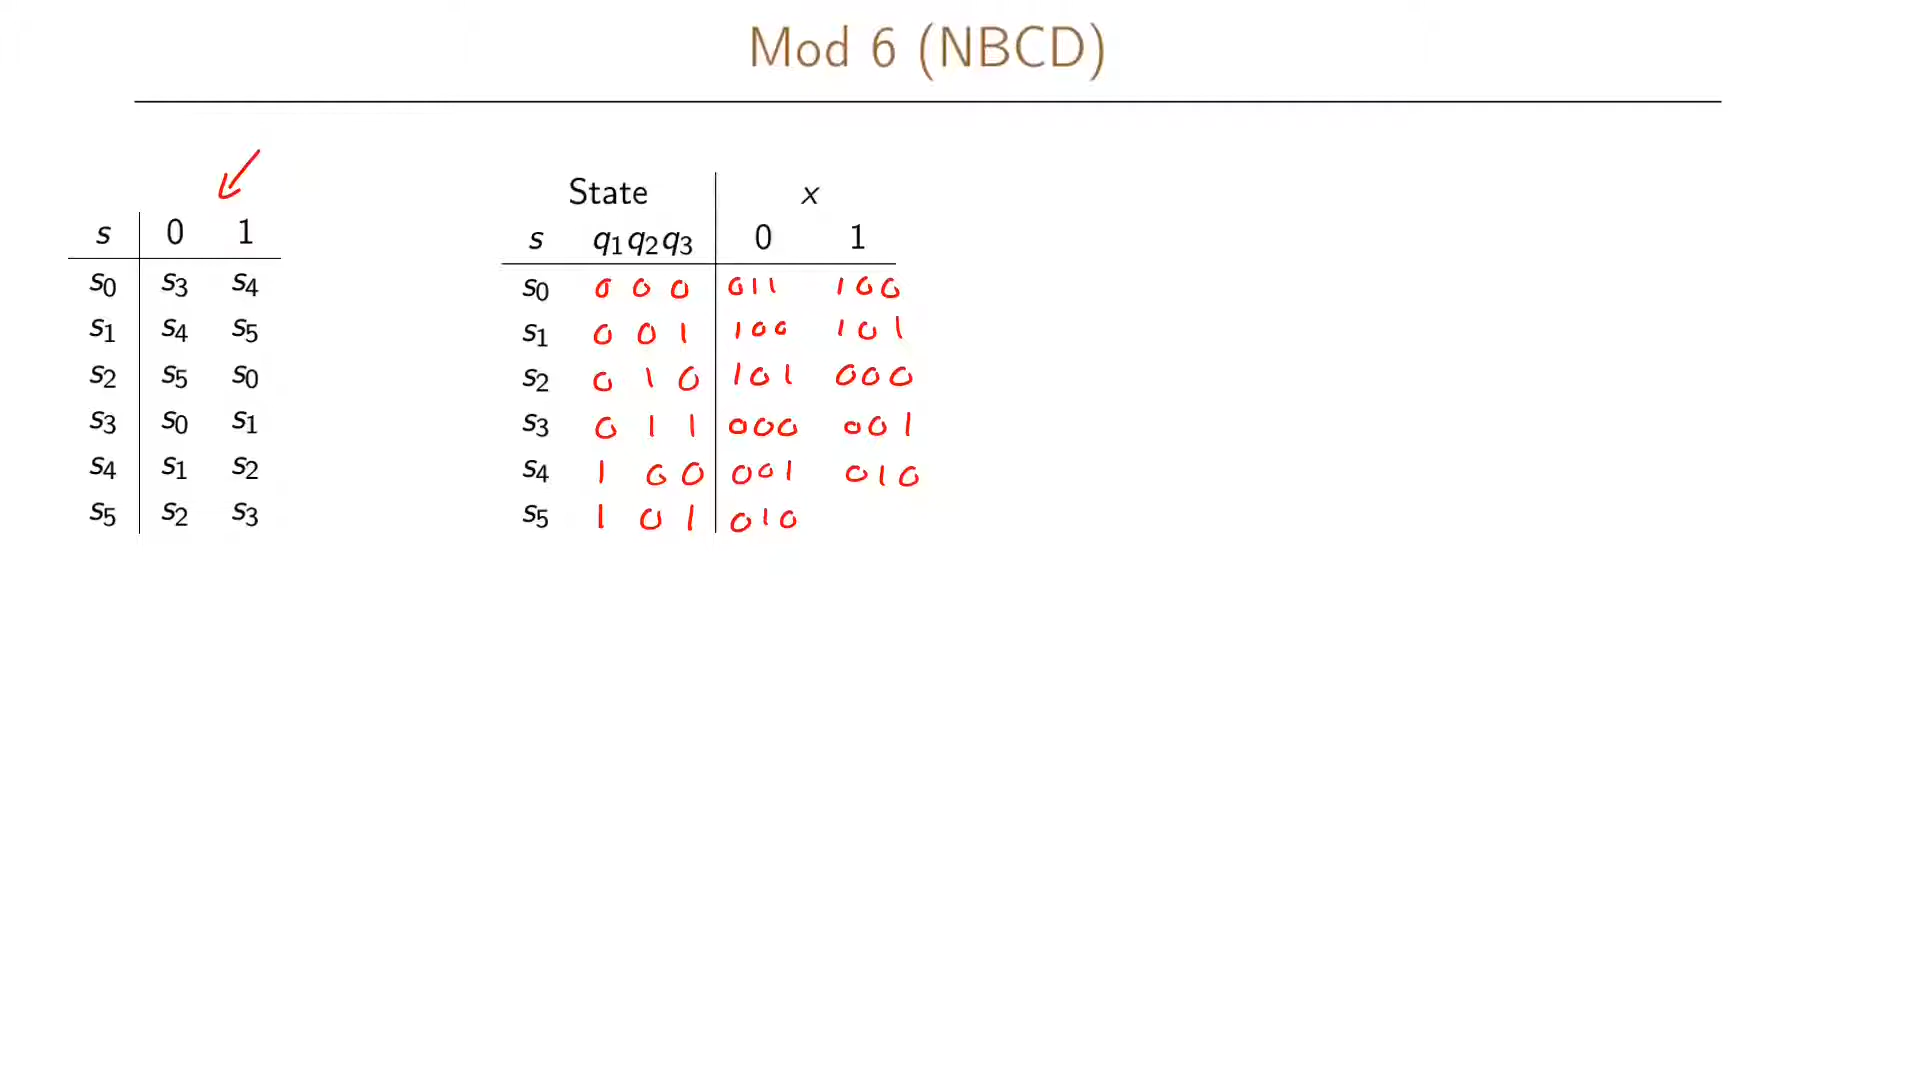 Mod 6 (NBCD)
s 0 1
s0 s3 s4
s1 s4 s5
s2 s5 s0
s3 s0 s1
s4 s1 s2
s5 s2 s3
State x
s q1q2q3 0 1
s0 0 0 0 011 100
s1 0 0 1 100 101
s2 0 1 0 101 000
s3 0 1 1 000 001
s4 1 0 0 001 010
s5 1 0 1 010